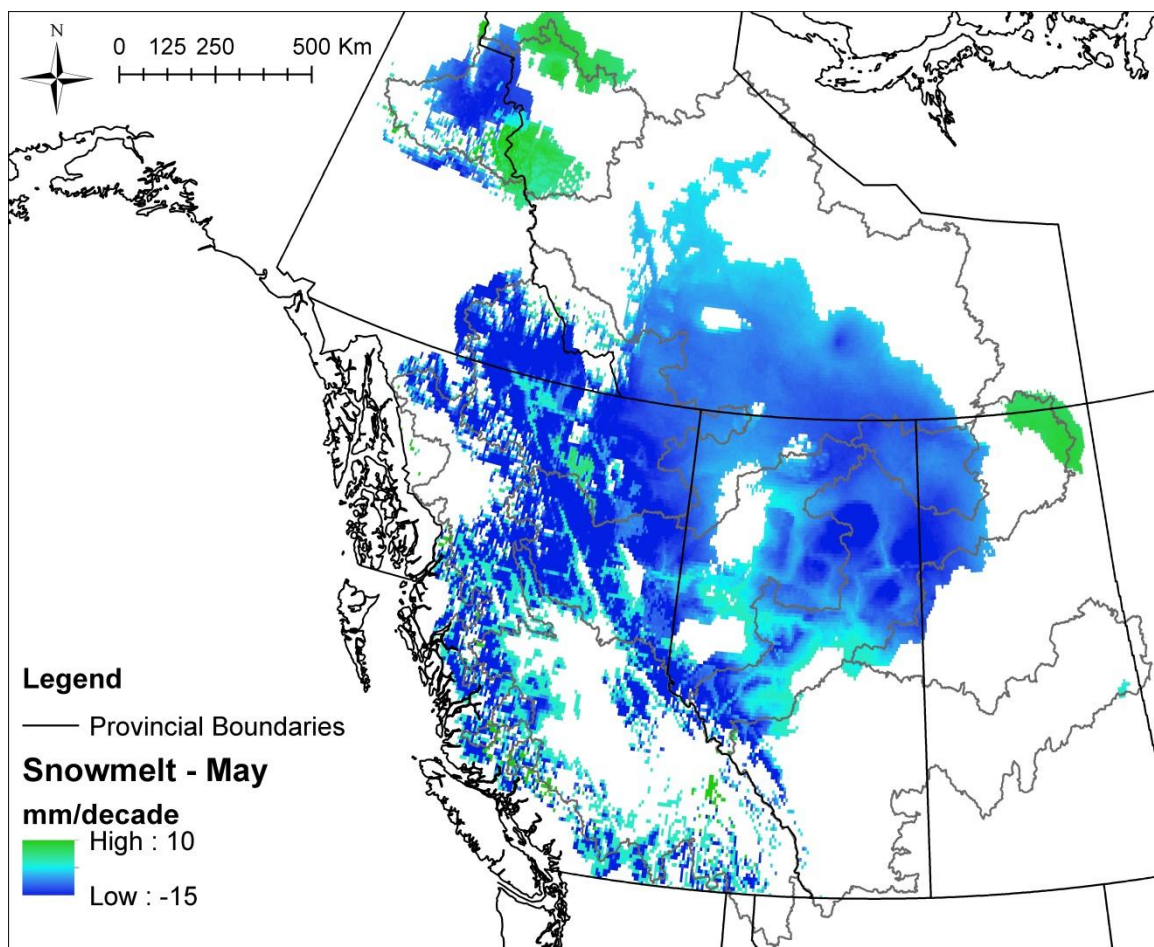 N
0 125 250 500 Km
Legend
Provincial Boundaries
Snowmelt - May
mm/decade
High : 10
Low : -15